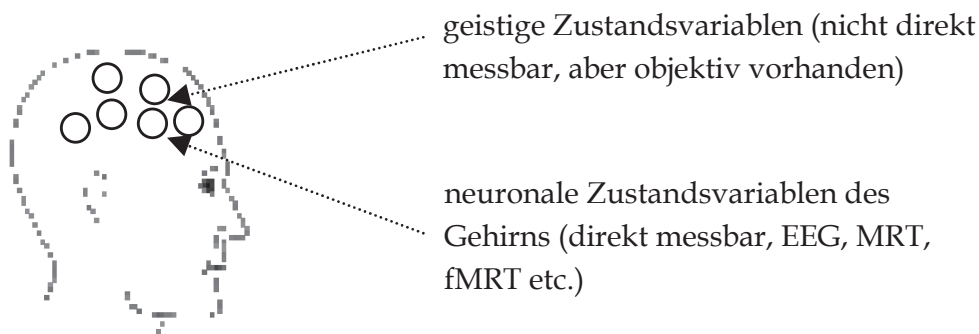 geistige Zustandsvariablen (nicht direkt
messbar, aber objektiv vorhanden)
neuronale Zustandsvariablen des
Gehirns (direkt messbar, EEG, MRT,
fMRT etc.)